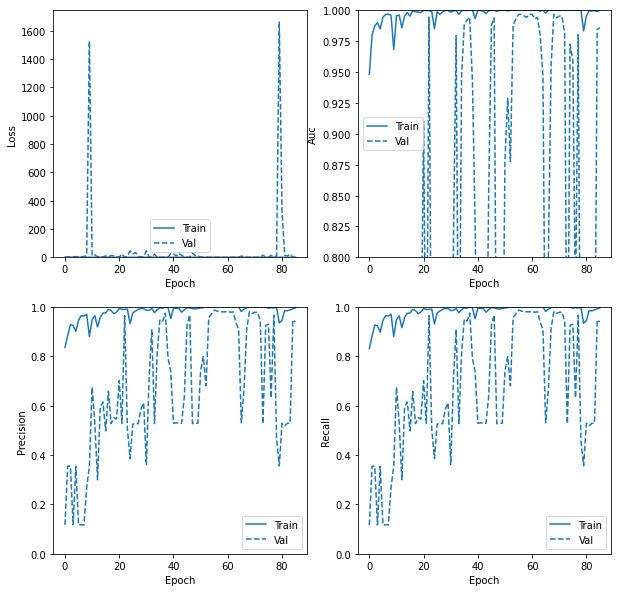 1600
1400
1200
1000
800
600
400
200
0
0 20 40 60 80
Loss
Epoch
Train
Val
1.000
0.975
0.950
0.925
0.900
0.875
0.850
0.825
0.800
0 20 40 60 80
Auc
Epoch
Train
Val
1.0
0.8
0.6
0.4
0.2
0.0
0 20 40 60 80
Precision
Epoch
Train
Val
1.0
0.8
0.6
0.4
0.2
0.0
0 20 40 60 80
Recall
Epoch
Train
Val